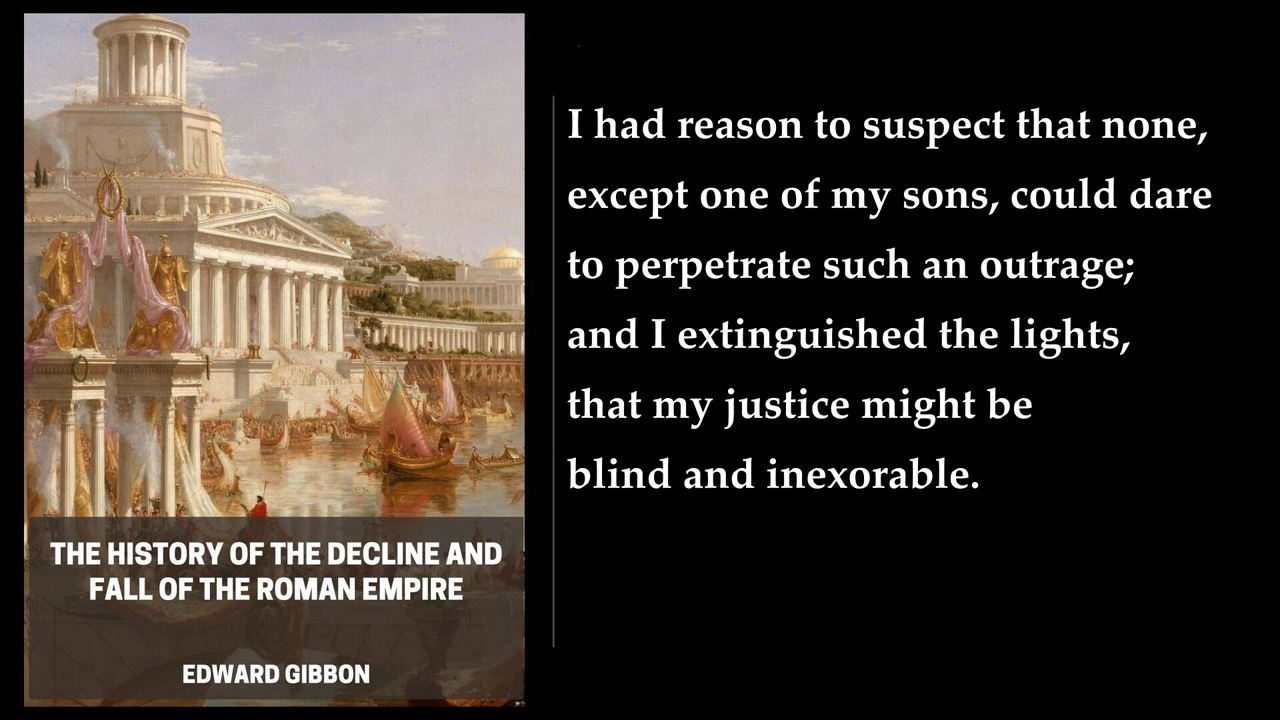 THE HISTORY OF THE DECLINE AND
FALL OF THE ROMAN EMPIRE
EDWARD GIBBON
I had reason to suspect that none,
except one of my sons, could dare
to perpetrate such an outrage;
and I extinguished the lights,
that my justice might be
blind and inexorable.